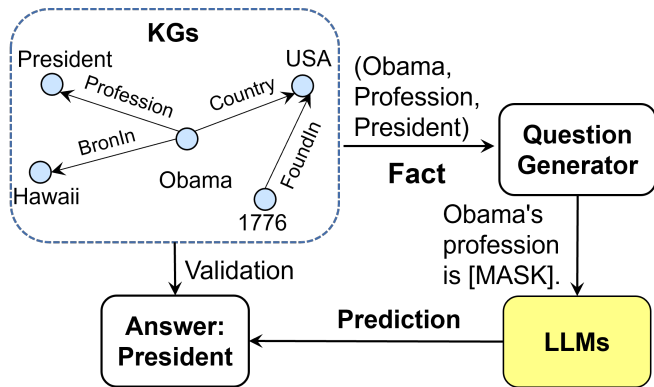 KGs
President
USA
Profession
Country
BronIn
FoundIn
Obama
Hawaii
1776
(Obama,
Profession,
President)
Fact
Question
Generator
Obama's
profession
is [MASK].
Validation
Answer:
President
Prediction
LLMs